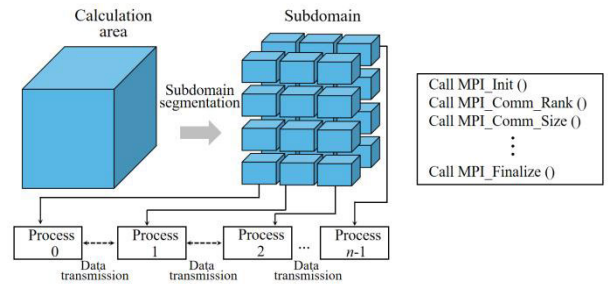 Calculation
area
Subdomain
Subdomain
segmentation
Call MPI_Init ()
Call MPI_Comm_Rank ()
Call MPI_Comm_Size ()
⋮
Call MPI_Finalize ()
Process
0
Process
1
Process
2
...
Process
n-1
Data
transmission
Data
transmission
Data
transmission